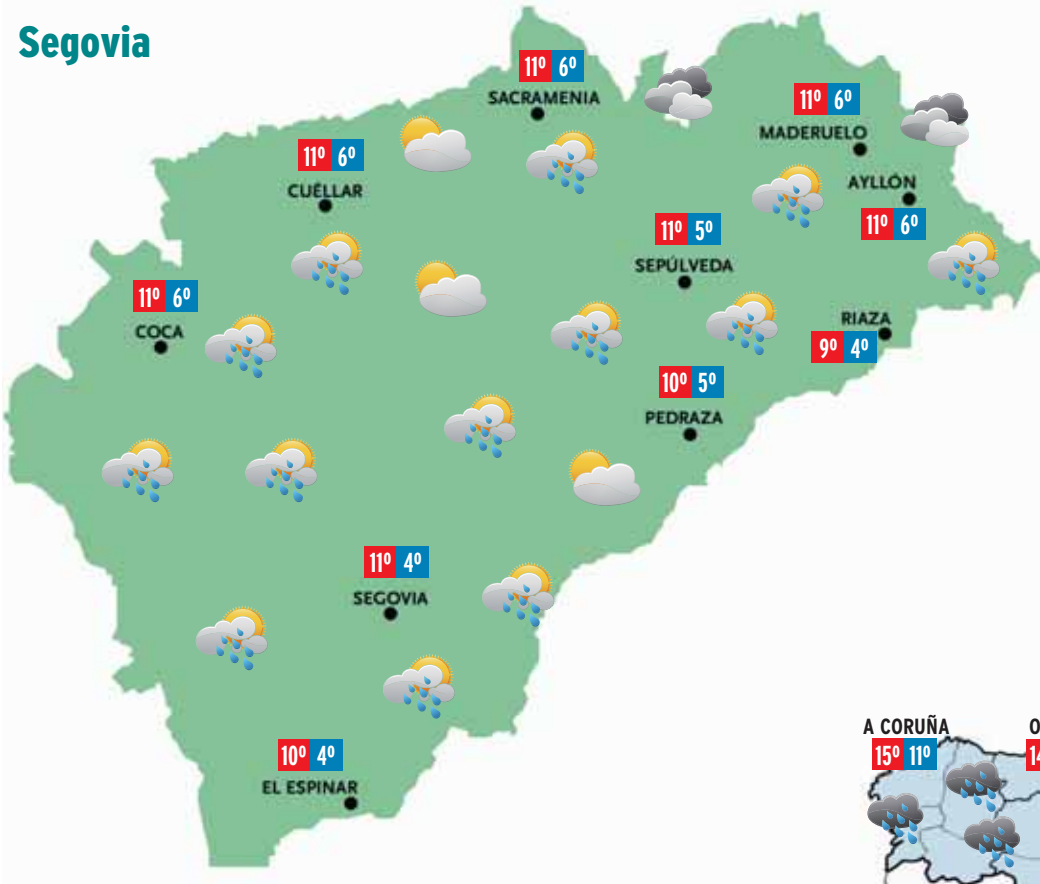 Segovia
11º 6º
SACRAMENIA
11º 6º
MADERUELO
11º 6º
CUÉLLAR
AYLLÓN
11º 6º
11º 5º
SEPÚLVEDA
11º 6º
COCA
RIAZA
9º 4º
10º 5º
PEDRAZA
11º 4º
SEGOVIA
10º 4º
EL ESPINAR
A CORUÑA
15º 11º
O
14